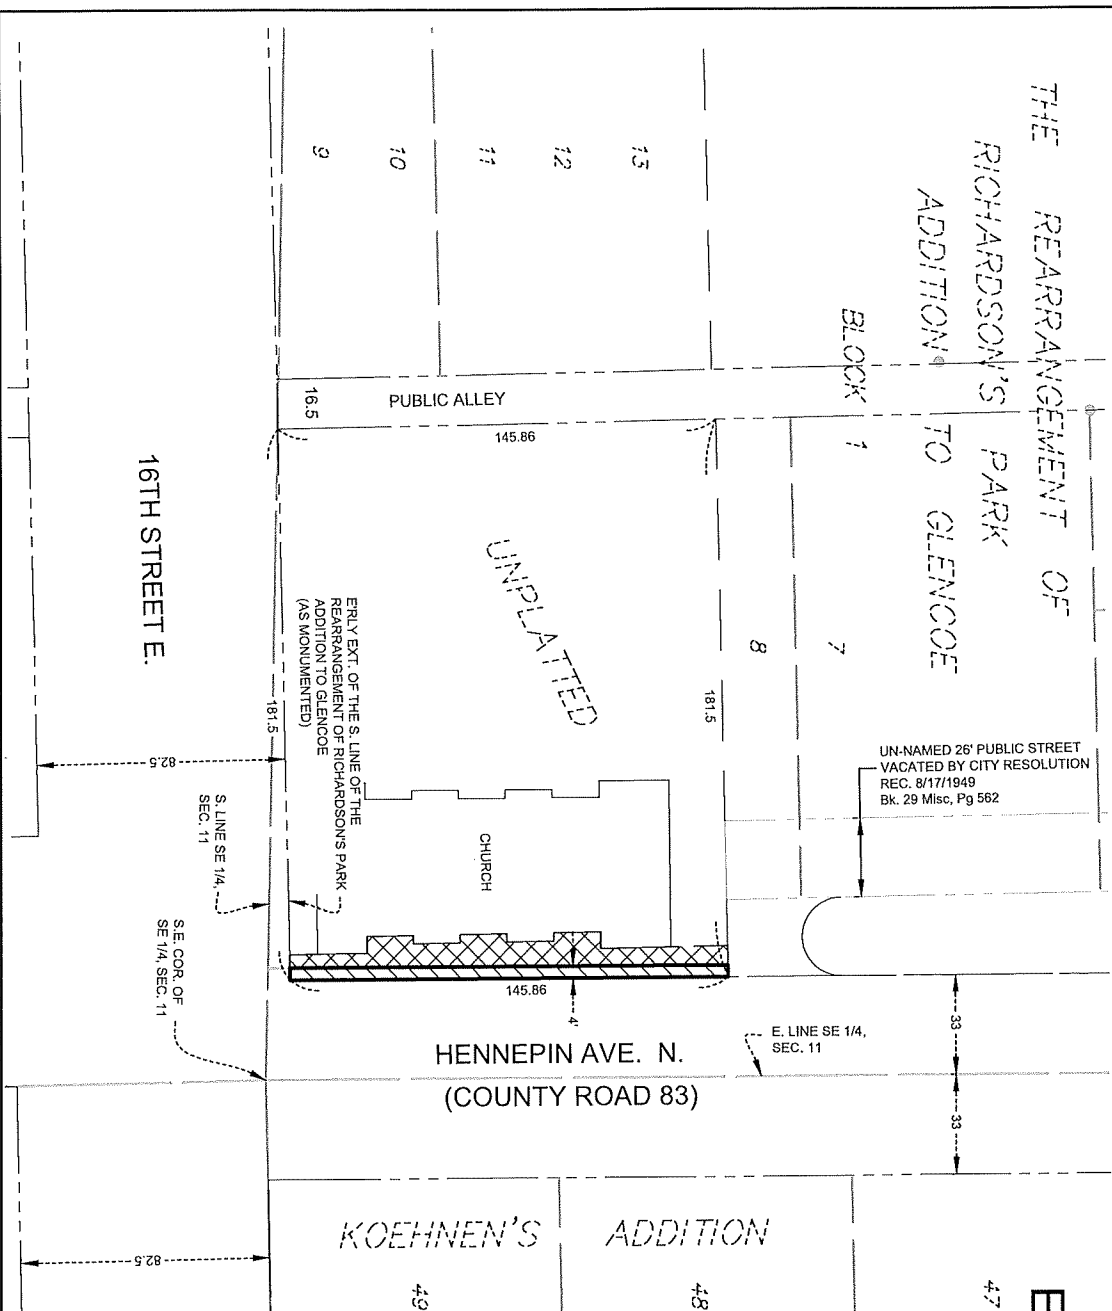 THE REARRANGEMENT OF
RICHARDSON'S PARK
ADDITION TO GLENCOE
BLOCK 1
9
10
11
12
13
16.5
PUBLIC ALLEY
145.86
7
8
UNPLATTED
16TH STREET E.
E'RLY EXT. OF THE S. LINE OF THE
REARRANGEMENT OF RICHARDSON'S PARK
ADDITION TO GLENCOE
(AS MONUMENTED)
181.5
181.5
UN-NAMED 26' PUBLIC STREET
VACATED BY CITY RESOLUTION
REC. 8/17/1949
Bk. 29 Misc, Pg 562
82.5
S. LINE SE 1/4,
SEC. 11
CHURCH
S.E. COR. OF
SE 1/4, SEC. 11
145.86
4'
33
E. LINE SE 1/4,
SEC. 11
HENNEPIN AVE. N.
(COUNTY ROAD 83)
33
KOEHNEN'S ADDITION
82.5
49
48
47
E